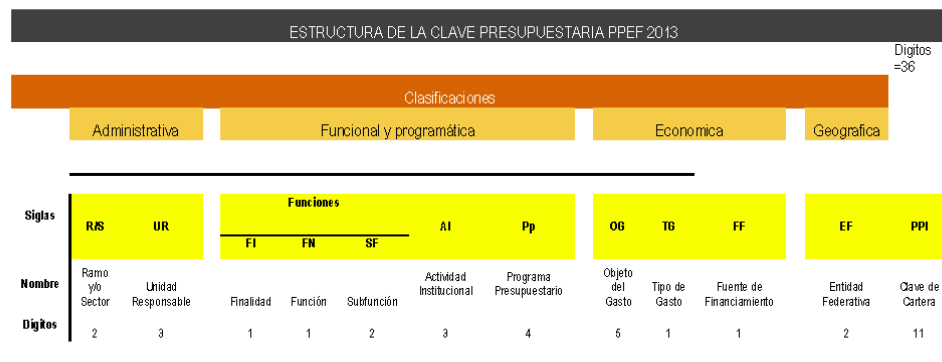 ESTRUCTURA DE LA CLAVE PRESUPUESTARIA PPEF 2013
Digitos
=36
Clasificaciones
Administrativa Funcional y programática Economica Geografica
Siglas R/S UR Funciones AI Pp OG TG FF EF PPI
FI FN SF
Nombre Ramo y/o Sector Unidad Responsable Finalidad Función Subfunción Actividad Institucional Programa Presupuestario Objeto del Gasto Tipo de Gasto Fuente de Financiamiento Entidad Federativa Clave de Cartera
Digitos 2 3 1 1 2 3 4 5 1 1 2 11